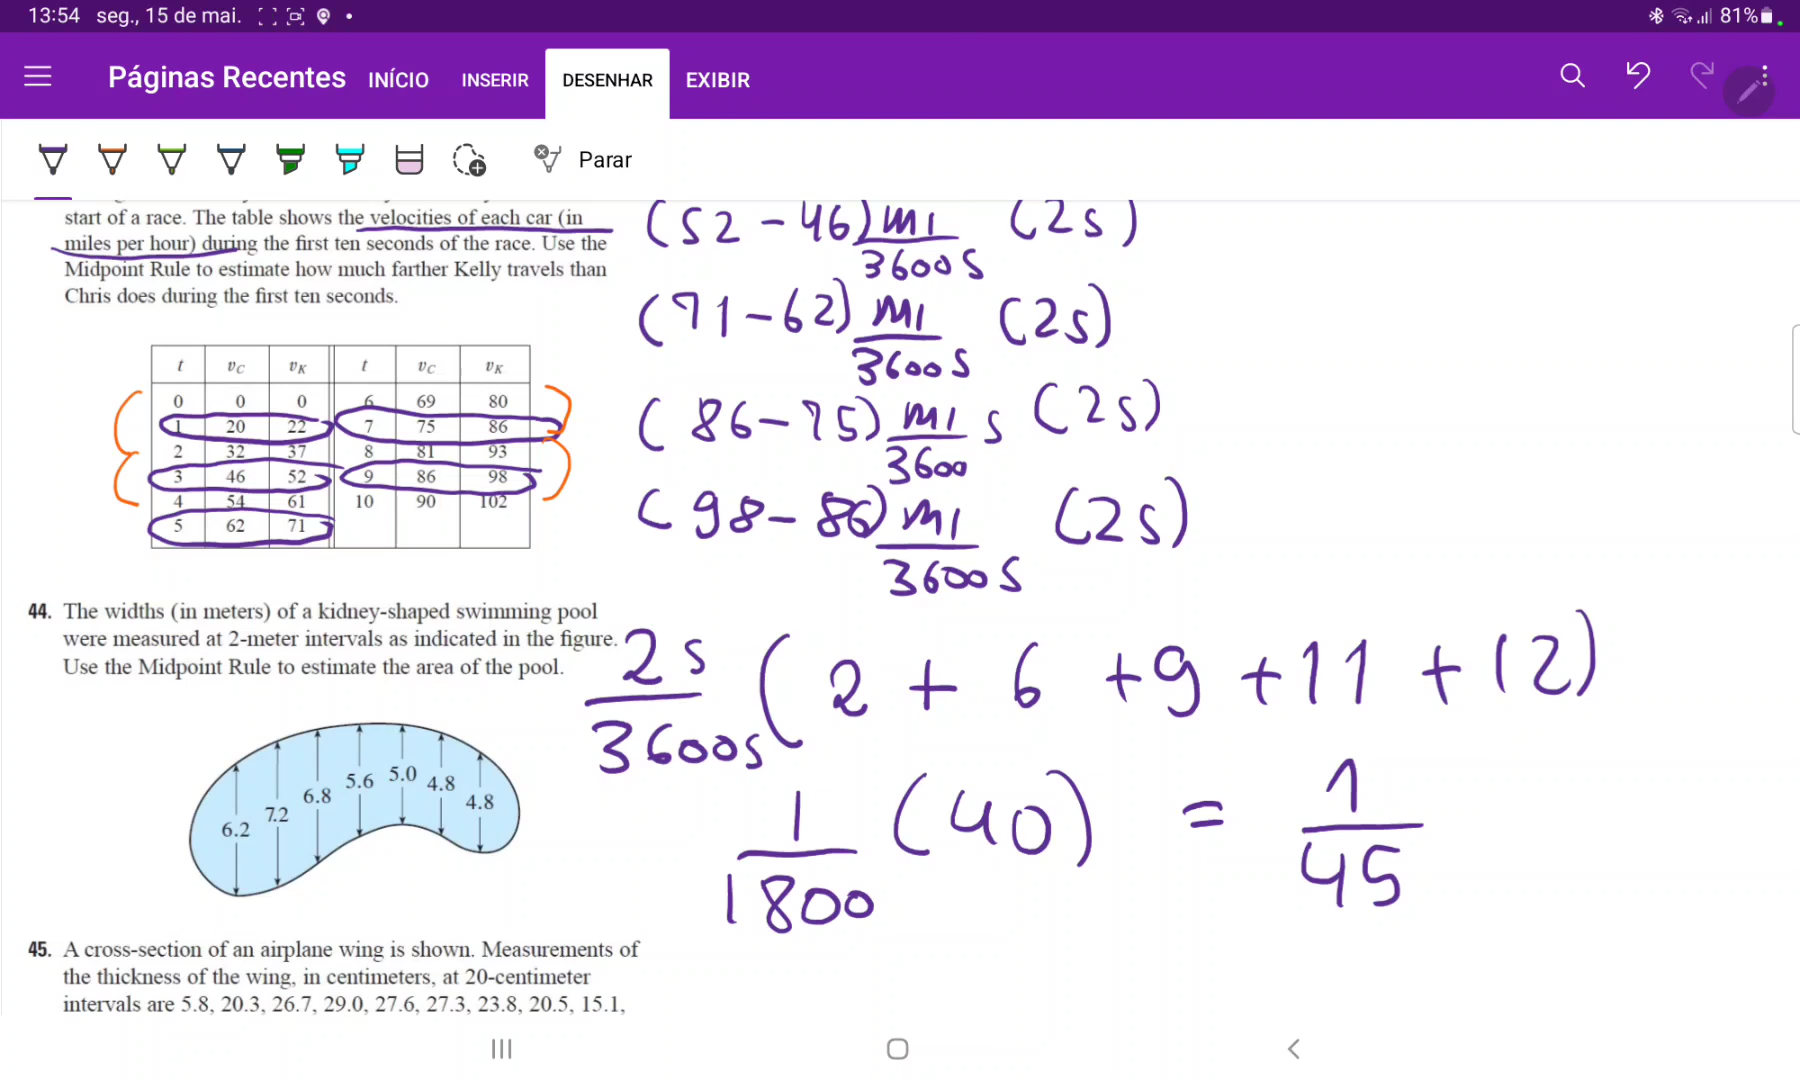 13:54 seg., 15 de mai. • 81%
Páginas Recentes INÍCIO INSERIR DESENHAR EXIBIR
Parar
start of a race. The table shows the velocities of each car (in
miles per hour) during the first ten seconds of the race. Use the
Midpoint Rule to estimate how much farther Kelly travels than
Chris does during the first ten seconds.
t vC vK t vC vK
0 0 0 6 69 80
1 20 22 7 75 86
2 32 37 8 81 93
3 46 52 9 86 98
4 54 61 10 90 102
5 62 71
44. The widths (in meters) of a kidney-shaped swimming pool
were measured at 2-meter intervals as indicated in the figure.
Use the Midpoint Rule to estimate the area of the pool.
6.2 7.2 6.8 5.6 5.0 4.8 4.8
45. A cross-section of an airplane wing is shown. Measurements of
the thickness of the wing, in centimeters, at 20-centimeter
intervals are 5.8, 20.3, 26.7, 29.0, 27.6, 27.3, 23.8, 20.5, 15.1,
(52 - 46) mi (2s)
3600s
(71 - 62) mi (2s)
3600s
(86 - 75) mi s (2s)
3600
(98 - 86) mi (2s)
3600s
2s (2 + 6 + 9 + 11 + 12)
3600s
1 (40) = 1
1800 45